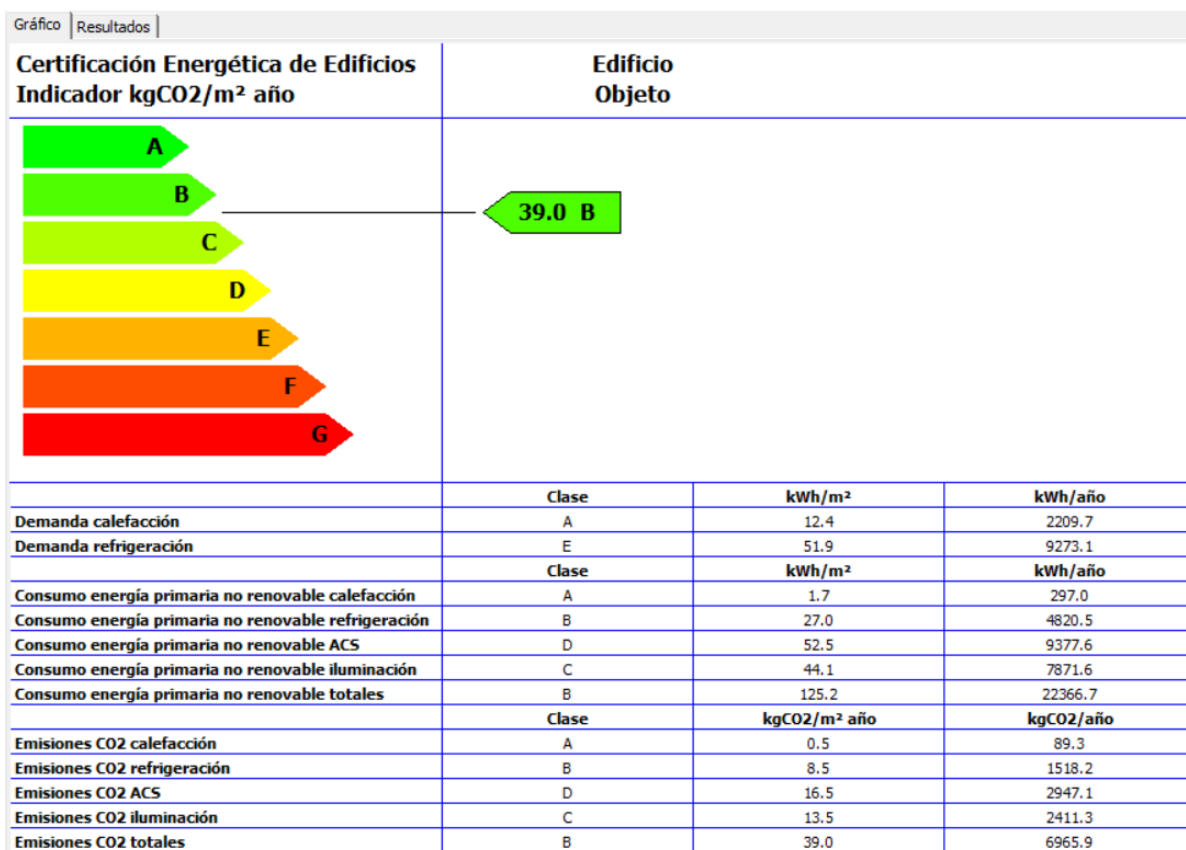 Gráfico Resultados
Certificación Energética de Edificios
Indicador kgCO2/m² año
Edificio
Objeto
A
B
39.0 B
C
D
E
F
G
Clase kWh/m² kWh/año
Demanda calefacción A 12.4 2209.7
Demanda refrigeración E 51.9 9273.1
Clase kWh/m² kWh/año
Consumo energía primaria no renovable calefacción A 1.7 297.0
Consumo energía primaria no renovable refrigeración B 27.0 4820.5
Consumo energía primaria no renovable ACS D 52.5 9377.6
Consumo energía primaria no renovable iluminación C 44.1 7871.6
Consumo energía primaria no renovable totales B 125.2 22366.7
Clase kgCO2/m² año kgCO2/año
Emisiones CO2 calefacción A 0.5 89.3
Emisiones CO2 refrigeración B 8.5 1518.2
Emisiones CO2 ACS D 16.5 2947.1
Emisiones CO2 iluminación C 13.5 2411.3
Emisiones CO2 totales B 39.0 6965.9